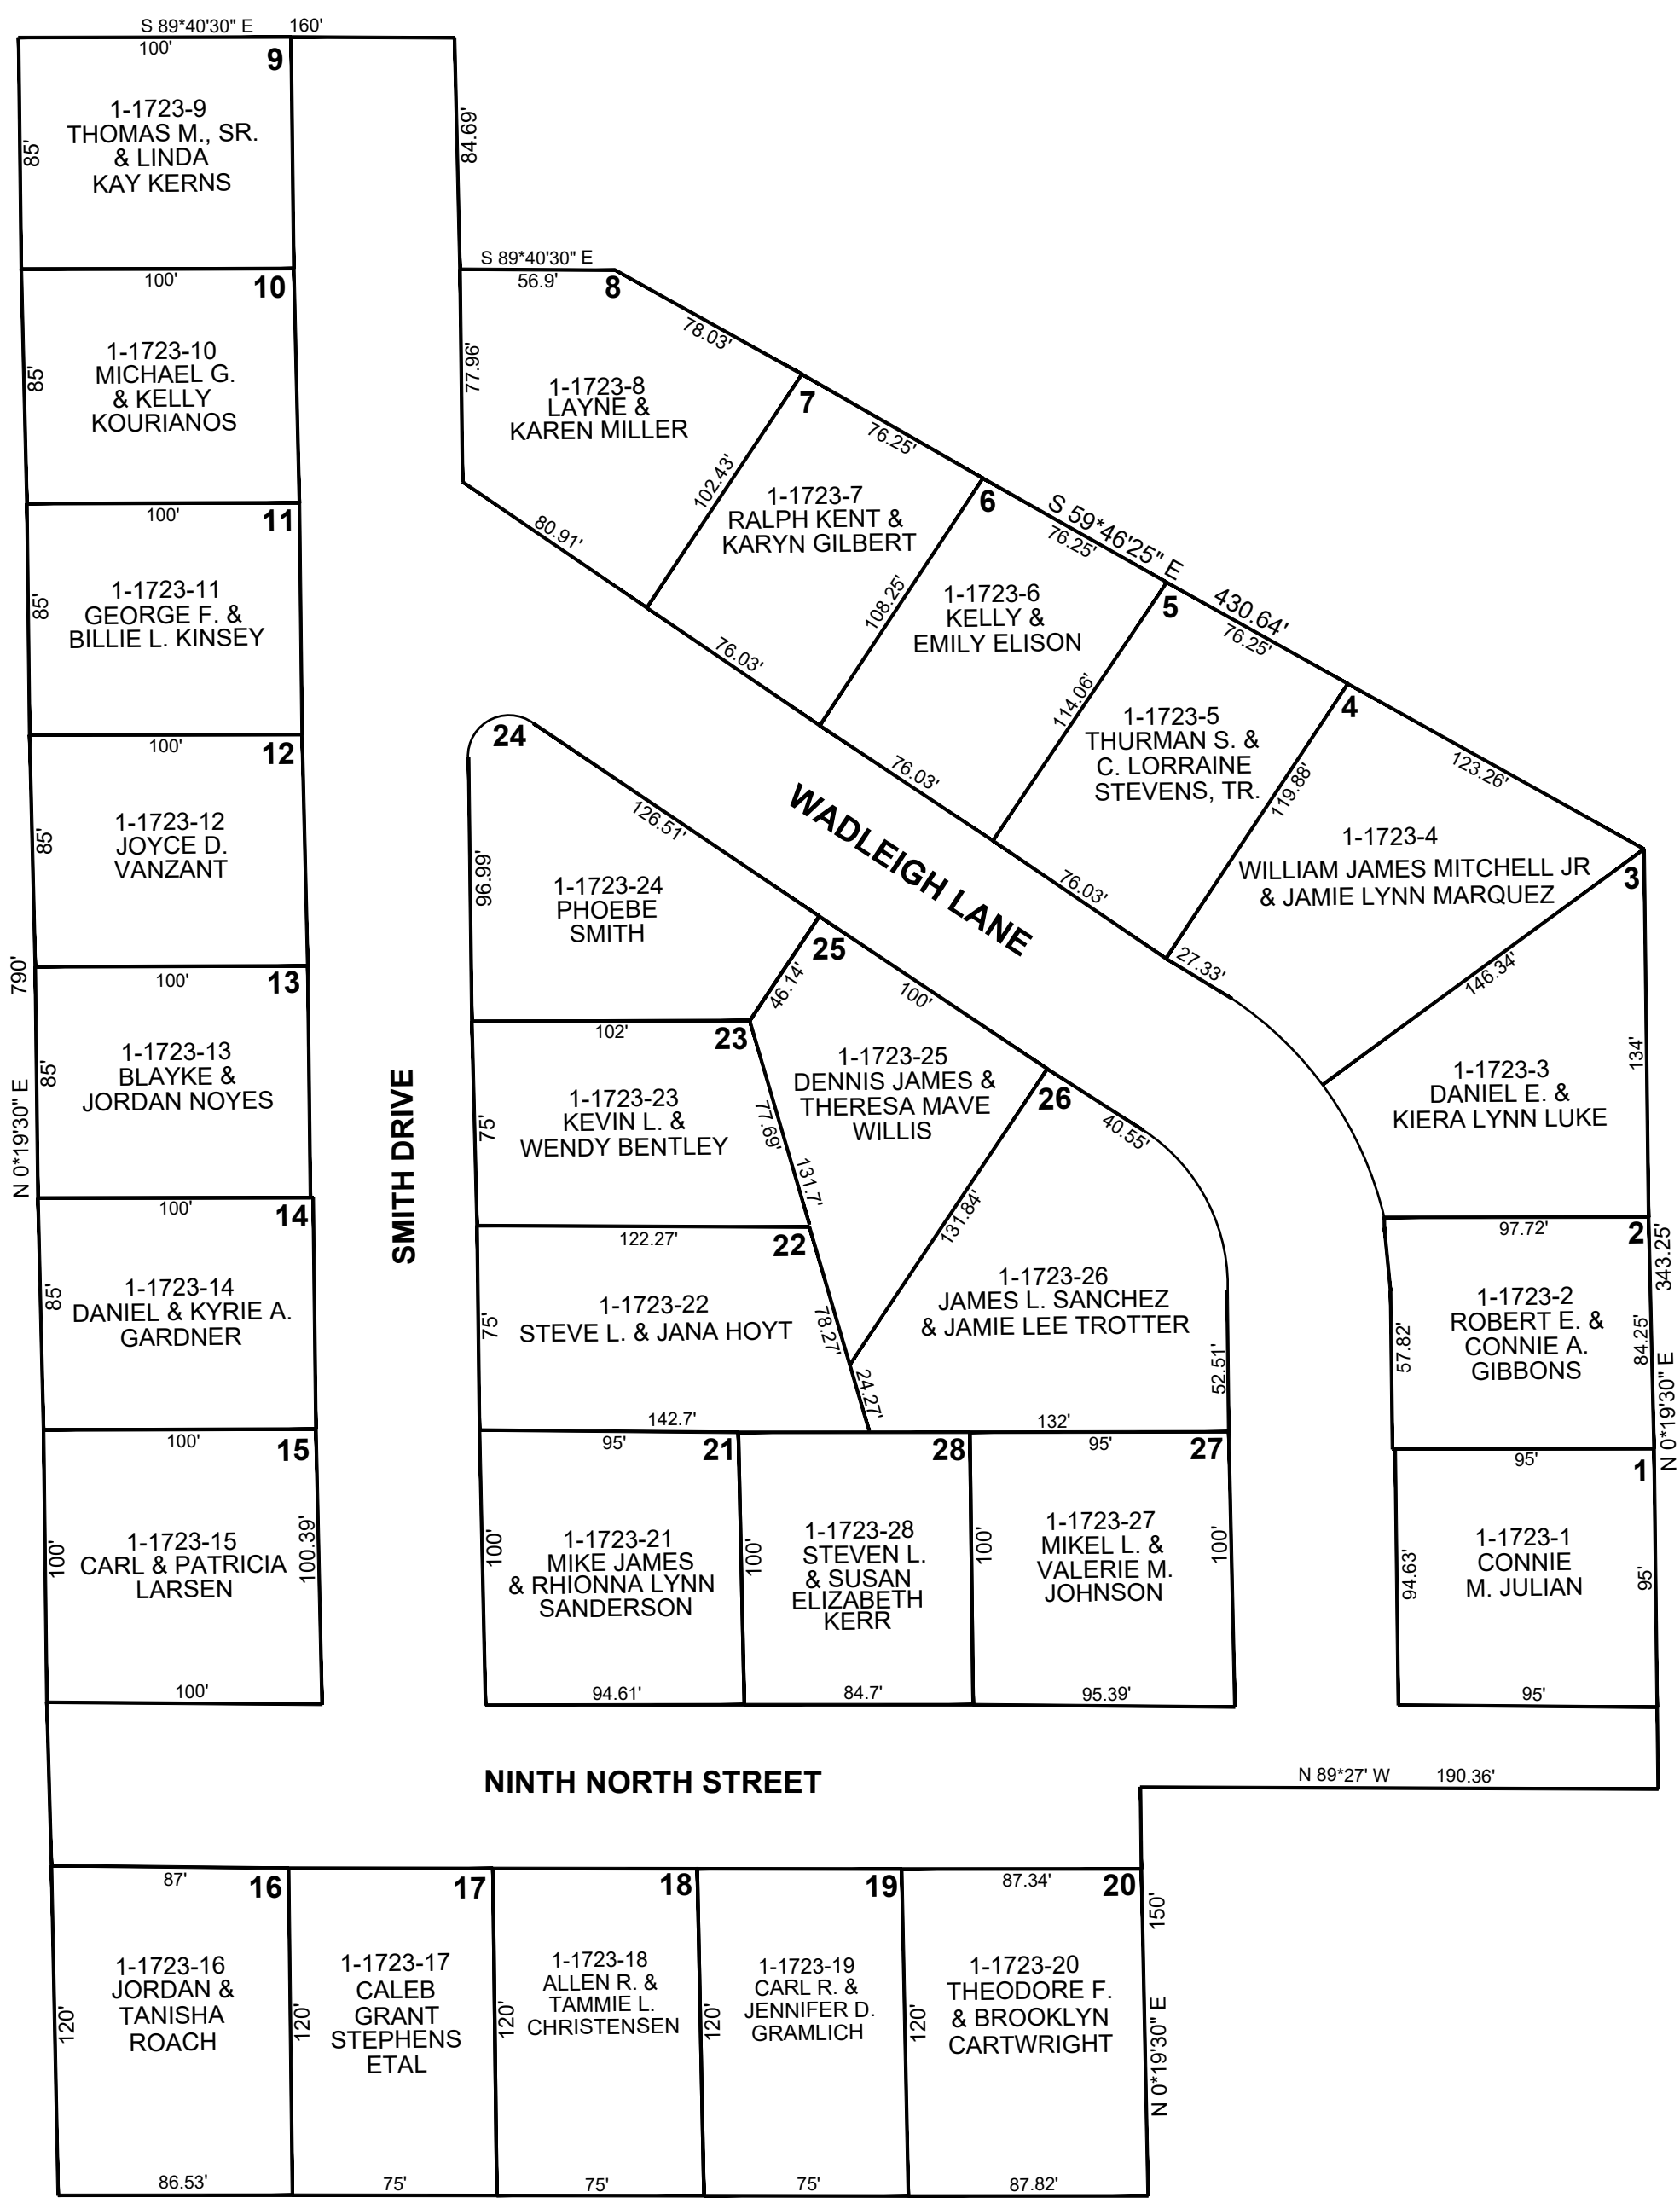 S 89*40'30" E 160'
100'
9
1-1723-9
THOMAS M., SR.
& LINDA
KAY KERNS
85'
84.69'
100'
10
1-1723-10
MICHAEL G.
& KELLY
KOURIANOS
85'
S 89*40'30" E
56.9'
8
78.03'
77.96'
1-1723-8
LAYNE &
KAREN MILLER
80.91'
102.43'
7
76.25'
1-1723-7
RALPH KENT &
KARYN GILBERT
76.03'
108.25'
6
S 59*46'25" E 430.64'
76.25'
1-1723-6
KELLY &
EMILY ELISON
76.03'
114.06'
5
76.25'
1-1723-5
THURMAN S. &
C. LORRAINE
STEVENS, TR.
76.03'
119.88'
4
123.26'
1-1723-4
WILLIAM JAMES MITCHELL JR
& JAMIE LYNN MARQUEZ
27.33'
146.34'
3
134'
1-1723-3
DANIEL E. &
KIERA LYNN LUKE
100'
11
1-1723-11
GEORGE F. &
BILLIE L. KINSEY
85'
100'
12
1-1723-12
JOYCE D.
VANZANT
85'
N 0*19'30" E 790'
100'
13
1-1723-13
BLAYKE &
JORDAN NOYES
85'
100'
14
1-1723-14
DANIEL & KYRIE A.
GARDNER
85'
100'
15
1-1723-15
CARL & PATRICIA
LARSEN
100'
100.39'
100'
SMITH DRIVE
WADLEIGH LANE
24
126.51'
96.99'
1-1723-24
PHOEBE
SMITH
46.14'
25
100'
1-1723-25
DENNIS JAMES &
THERESA MAVE
WILLIS
102'
23
1-1723-23
KEVIN L. &
WENDY BENTLEY
75'
77.69'
131.7'
26
40.55'
131.84'
1-1723-26
JAMES L. SANCHEZ
& JAMIE LEE TROTTER
52.51'
24.27'
132'
122.27'
22
1-1723-22
STEVE L. & JANA HOYT
75'
78.27'
142.7'
97.72'
2
1-1723-2
ROBERT E. &
CONNIE A.
GIBBONS
57.82'
84.25'
N 0*19'30" E 343.25'
95'
1
1-1723-1
CONNIE
M. JULIAN
94.63'
95'
95'
95'
21
1-1723-21
MIKE JAMES
& RHIONNA LYNN
SANDERSON
100'
94.61'
28
1-1723-28
STEVEN L.
& SUSAN
ELIZABETH
KERR
100'
84.7'
95'
27
1-1723-27
MIKEL L. &
VALERIE M.
JOHNSON
100'
100'
95.39'
NINTH NORTH STREET
N 89*27' W 190.36'
87'
16
1-1723-16
JORDAN &
TANISHA
ROACH
120'
86.53'
17
1-1723-17
CALEB
GRANT
STEPHENS
ETAL
120'
75'
18
1-1723-18
ALLEN R. &
TAMMIE L.
CHRISTENSEN
120'
75'
19
1-1723-19
CARL R. &
JENNIFER D.
GRAMLICH
120'
75'
87.34'
20
1-1723-20
THEODORE F.
& BROOKLYN
CARTWRIGHT
120'
87.82'
N 0*19'30" E 150'